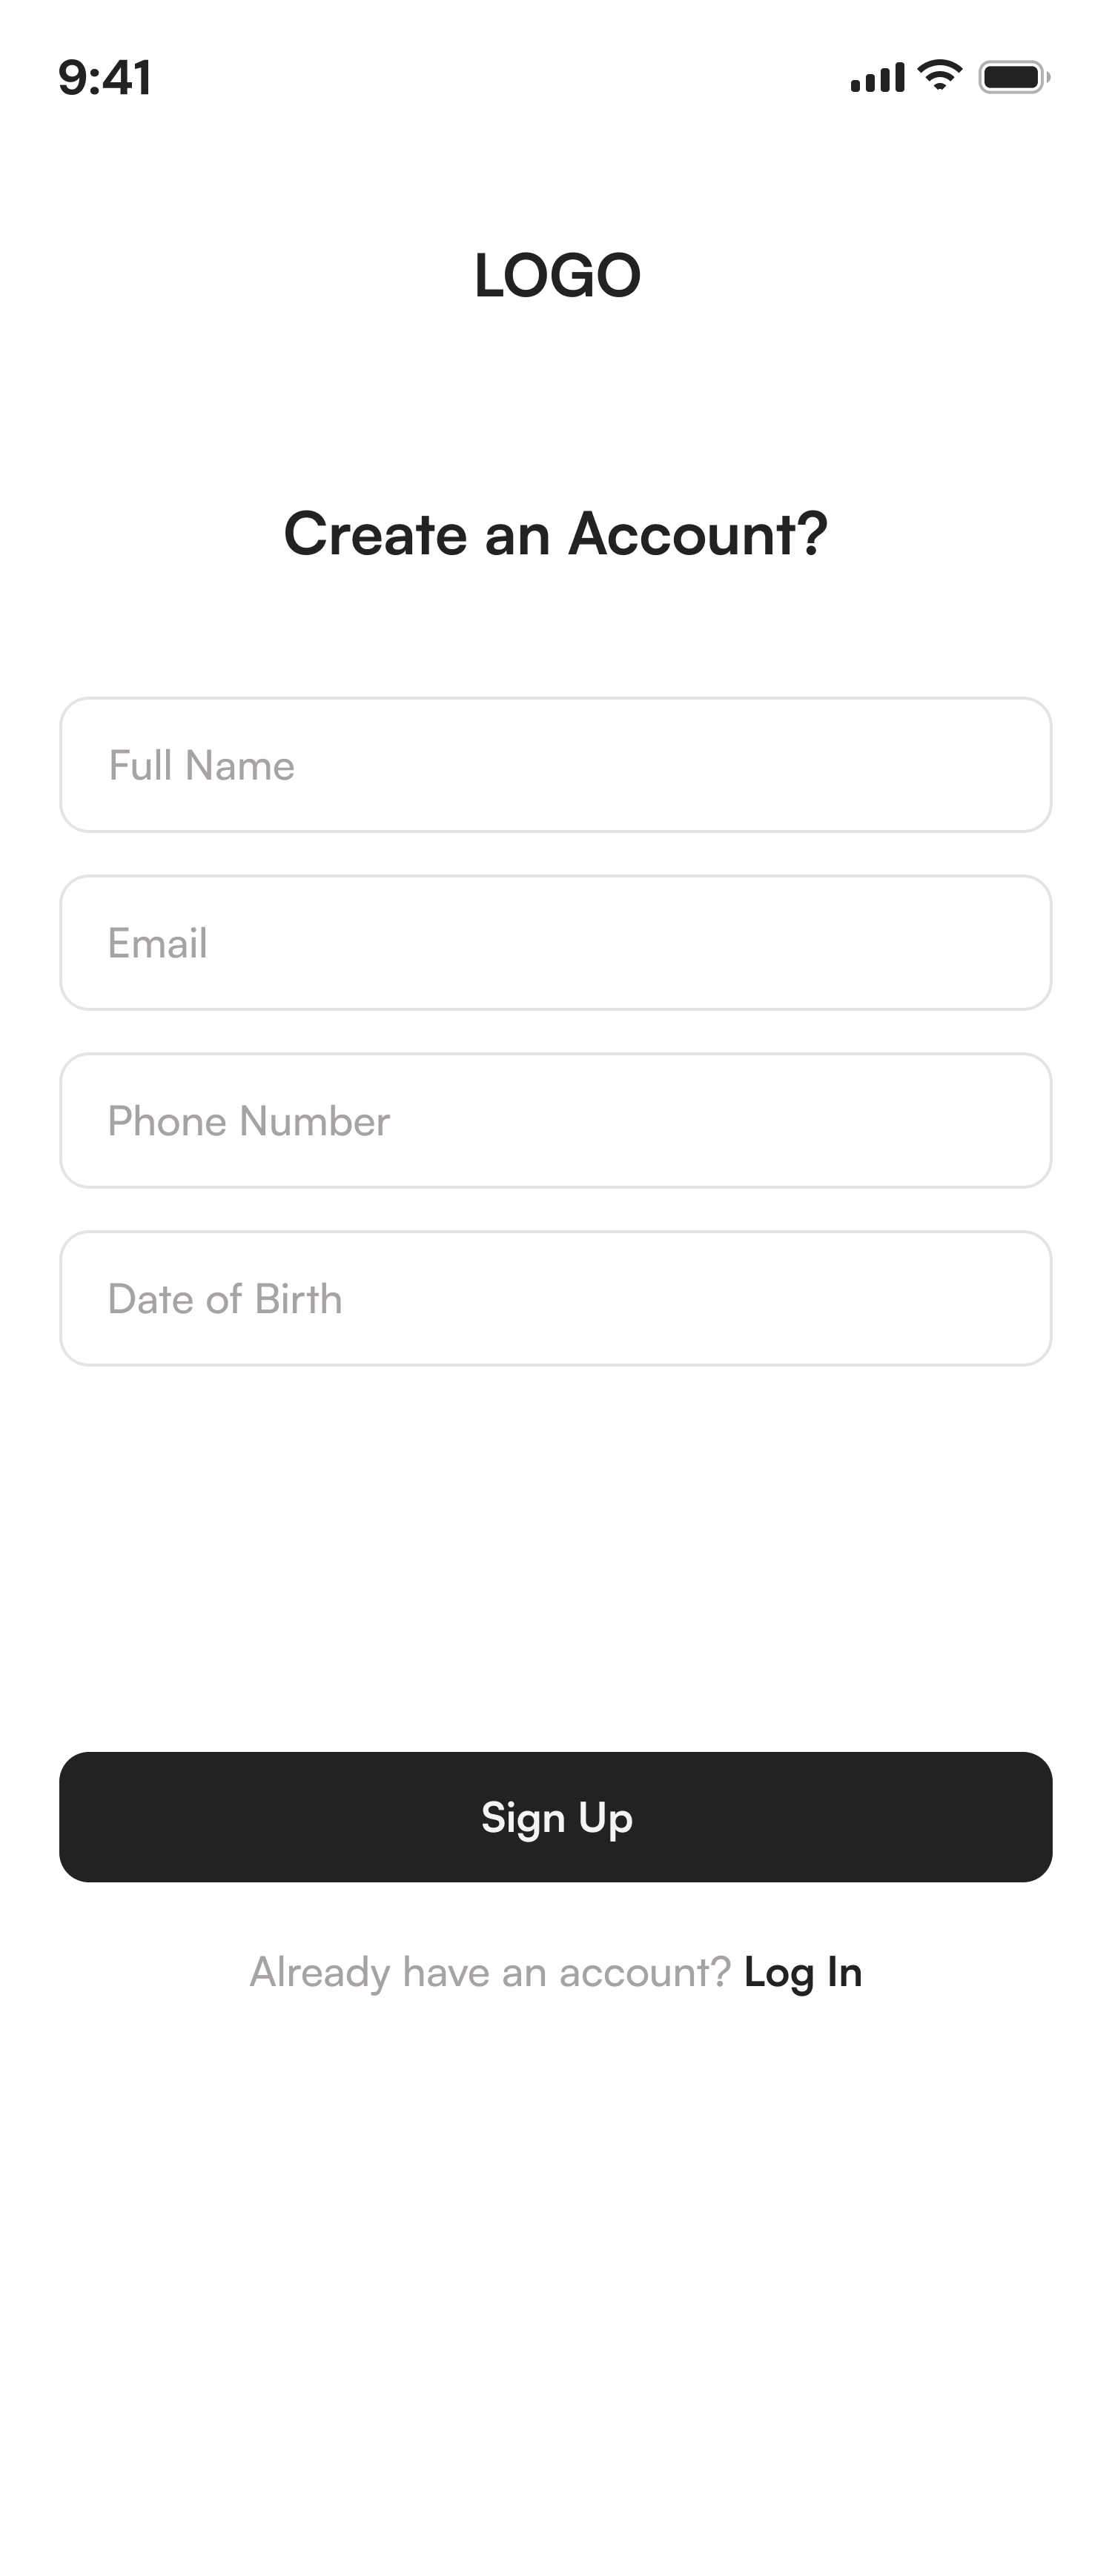 9:41
LOGO
Create an Account?
Full Name
Email
Phone Number
Date of Birth
Sign Up
Already have an account? Log In